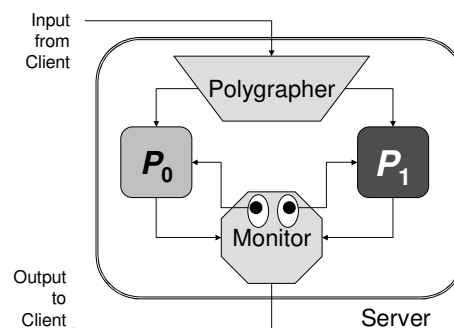 Input
from
Client
Polygrapher
P0
P1
Monitor
Output
to
Client
Server